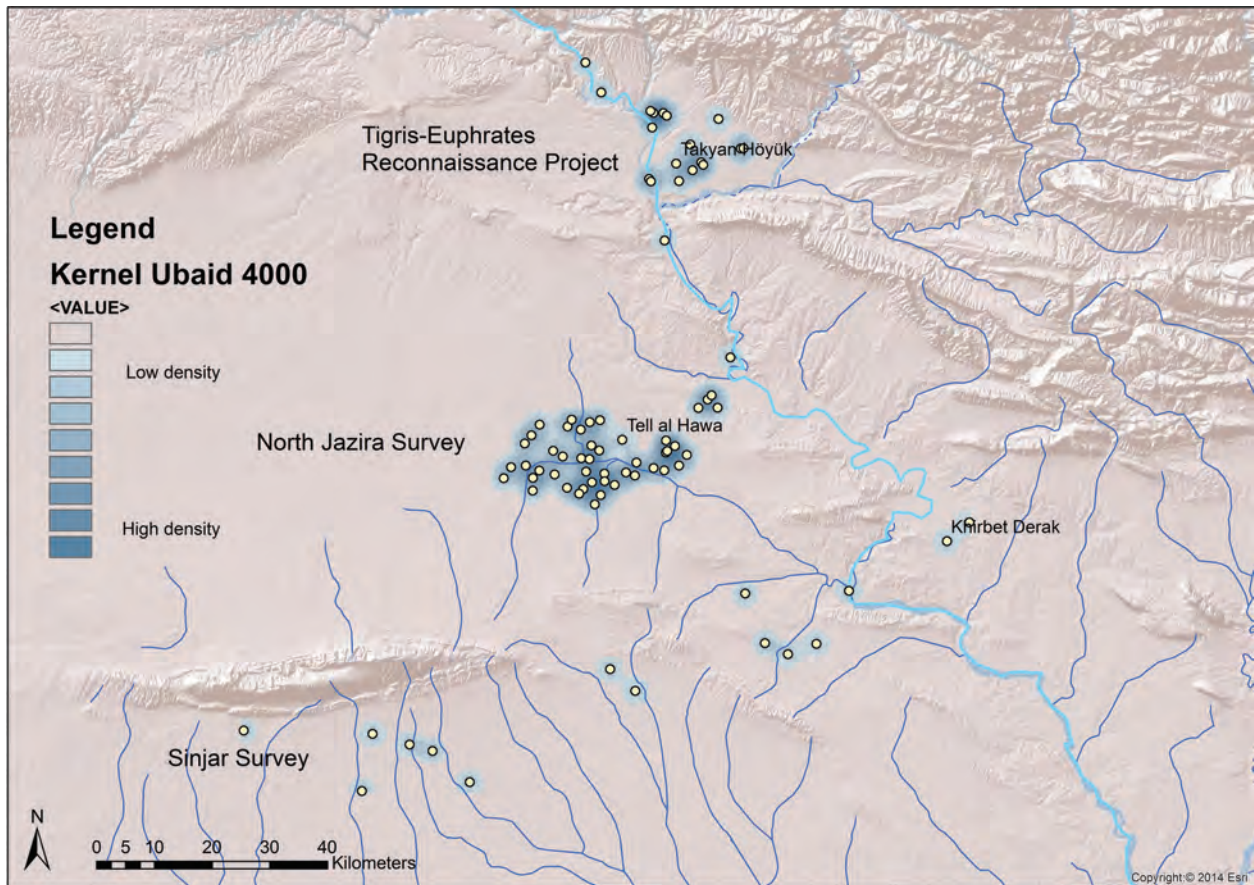 Tigris-Euphrates
Reconnaissance Project
Takyan Höyük
Legend
Kernel Ubaid 4000
<VALUE>
Low density
High density
North Jazira Survey
Tell al Hawa
Khirbet Derak
Sinjar Survey
N
0 5 10 20 30 40
Kilometers
Copyright:© 2014 Esri